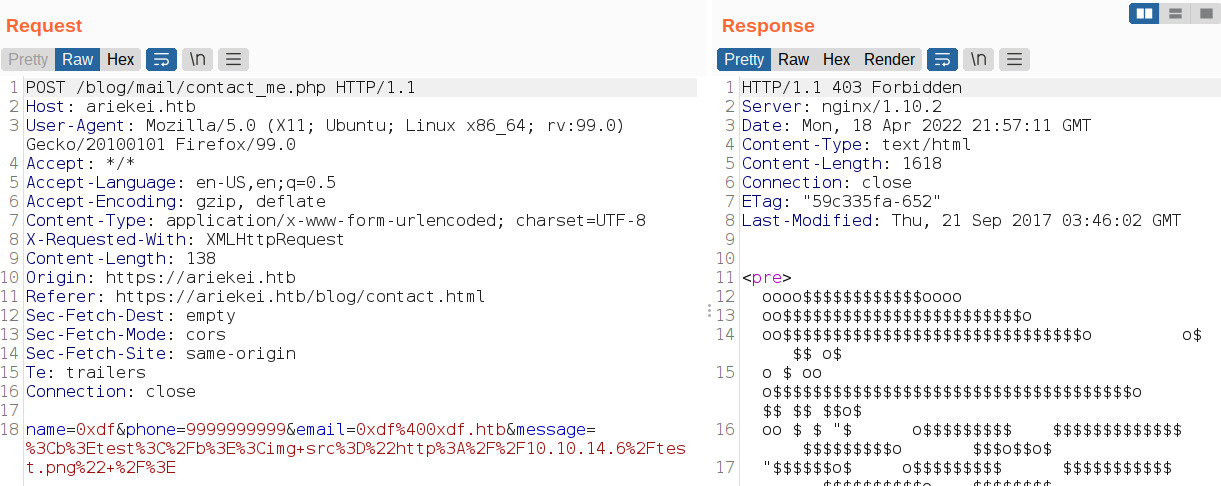 Request
Pretty Raw Hex \n
1 POST /blog/mail/contact_me.php HTTP/1.1
2 Host: ariekei.htb
3 User-Agent: Mozilla/5.0 (X11; Ubuntu; Linux x86_64; rv:99.0)
Gecko/20100101 Firefox/99.0
4 Accept: */*
5 Accept-Language: en-US,en;q=0.5
6 Accept-Encoding: gzip, deflate
7 Content-Type: application/x-www-form-urlencoded; charset=UTF-8
8 X-Requested-With: XMLHttpRequest
9 Content-Length: 138
10 Origin: https://ariekei.htb
11 Referer: https://ariekei.htb/blog/contact.html
12 Sec-Fetch-Dest: empty
13 Sec-Fetch-Mode: cors
14 Sec-Fetch-Site: same-origin
15 Te: trailers
16 Connection: close
17
18 name=0xdf&phone=9999999999&email=0xdf%400xdf.htb&message=
%3Cb%3Etest%3C%2Fb%3E%3Cimg+src%3D%22http%3A%2F%2F10.10.14.6%2Ftes
t.png%22+%2F%3E
Response
Pretty Raw Hex Render \n
1 HTTP/1.1 403 Forbidden
2 Server: nginx/1.10.2
3 Date: Mon, 18 Apr 2022 21:57:11 GMT
4 Content-Type: text/html
5 Content-Length: 1618
6 Connection: close
7 ETag: "59c335fa-652"
8 Last-Modified: Thu, 21 Sep 2017 03:46:02 GMT
9
10
11 <pre>
12 oooo$$$$$$$$$$$$oooo
13 oo$$$$$$$$$$$$$$$$$$$$$$$$o
14 oo$$$$$$$$$$$$$$$$$$$$$$$$$$$$$$o o$
$$ o$
15 o $ oo
o$$$$$$$$$$$$$$$$$$$$$$$$$$$$$$$$$$$$o
$$ $$ $$o$
16 oo $ $ "$ o$$$$$$$$$ $$$$$$$$$$$$$
$$$$$$$$$o $$$o$$o$
17 "$$$$$$o$ o$$$$$$$$$ $$$$$$$$$$$
$$$$$$$$$$o $$$$$$$$